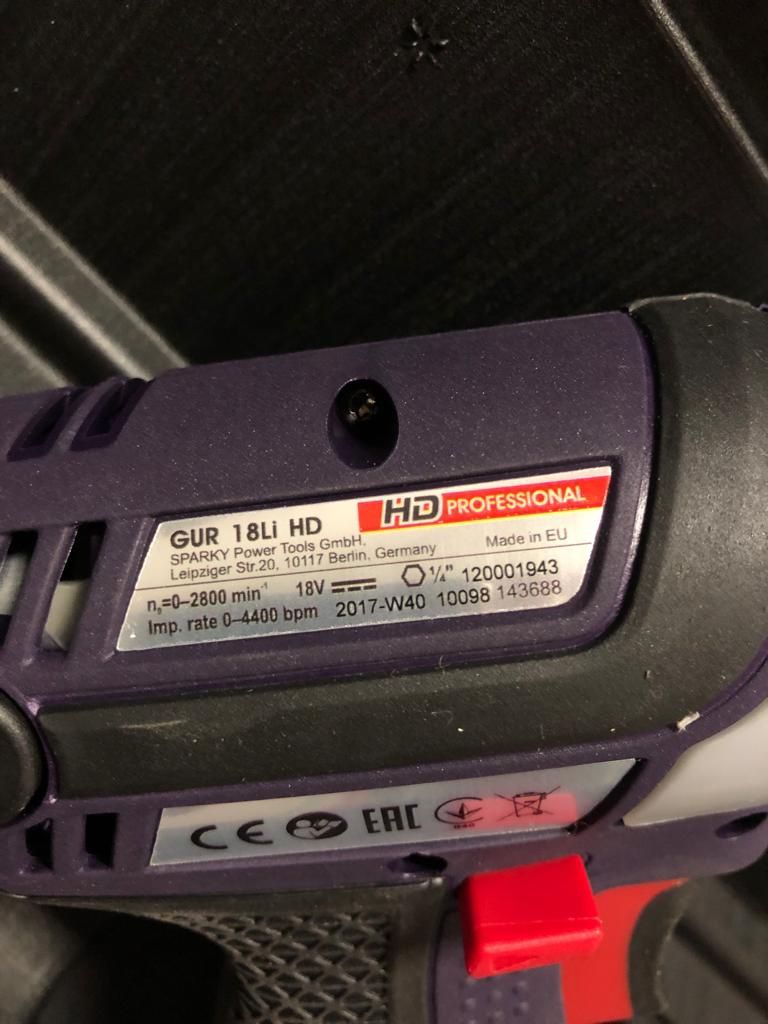 HD PROFESSIONAL
GUR 18Li HD
SPARKY Power Tools GmbH,
Leipziger Str.20, 10117 Berlin, Germany
Made in EU
n₀=0–2800 min⁻¹ 18V 1/4" 120001943
Imp. rate 0–4400 bpm 2017-W40 10098 143688
CE EAC